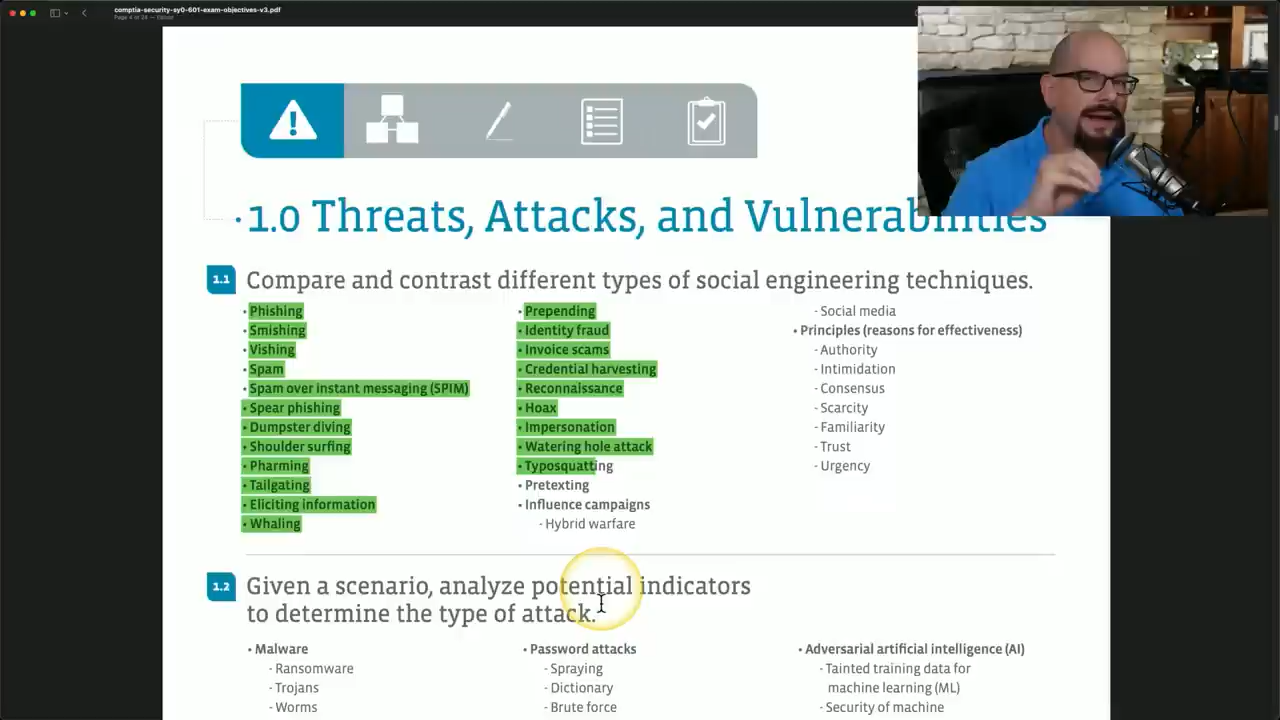 comptia-security-sy0-601-exam-objectives-v3.pdf
1.0 Threats, Attacks, and Vulnerabilities
1.1 Compare and contrast different types of social engineering techniques.
• Phishing
• Smishing
• Vishing
• Spam
• Spam over instant messaging (SPIM)
• Spear phishing
• Dumpster diving
• Shoulder surfing
• Pharming
• Tailgating
• Eliciting information
• Whaling
• Prepending
• Identity fraud
• Invoice scams
• Credential harvesting
• Reconnaissance
• Hoax
• Impersonation
• Watering hole attack
• Typosquatting
• Pretexting
• Influence campaigns
- Hybrid warfare
- Social media
• Principles (reasons for effectiveness)
- Authority
- Intimidation
- Consensus
- Scarcity
- Familiarity
- Trust
- Urgency
1.2 Given a scenario, analyze potential indicators
to determine the type of attack.
• Malware
- Ransomware
- Trojans
- Worms
• Password attacks
- Spraying
- Dictionary
- Brute force
• Adversarial artificial intelligence (AI)
- Tainted training data for
machine learning (ML)
- Security of machine